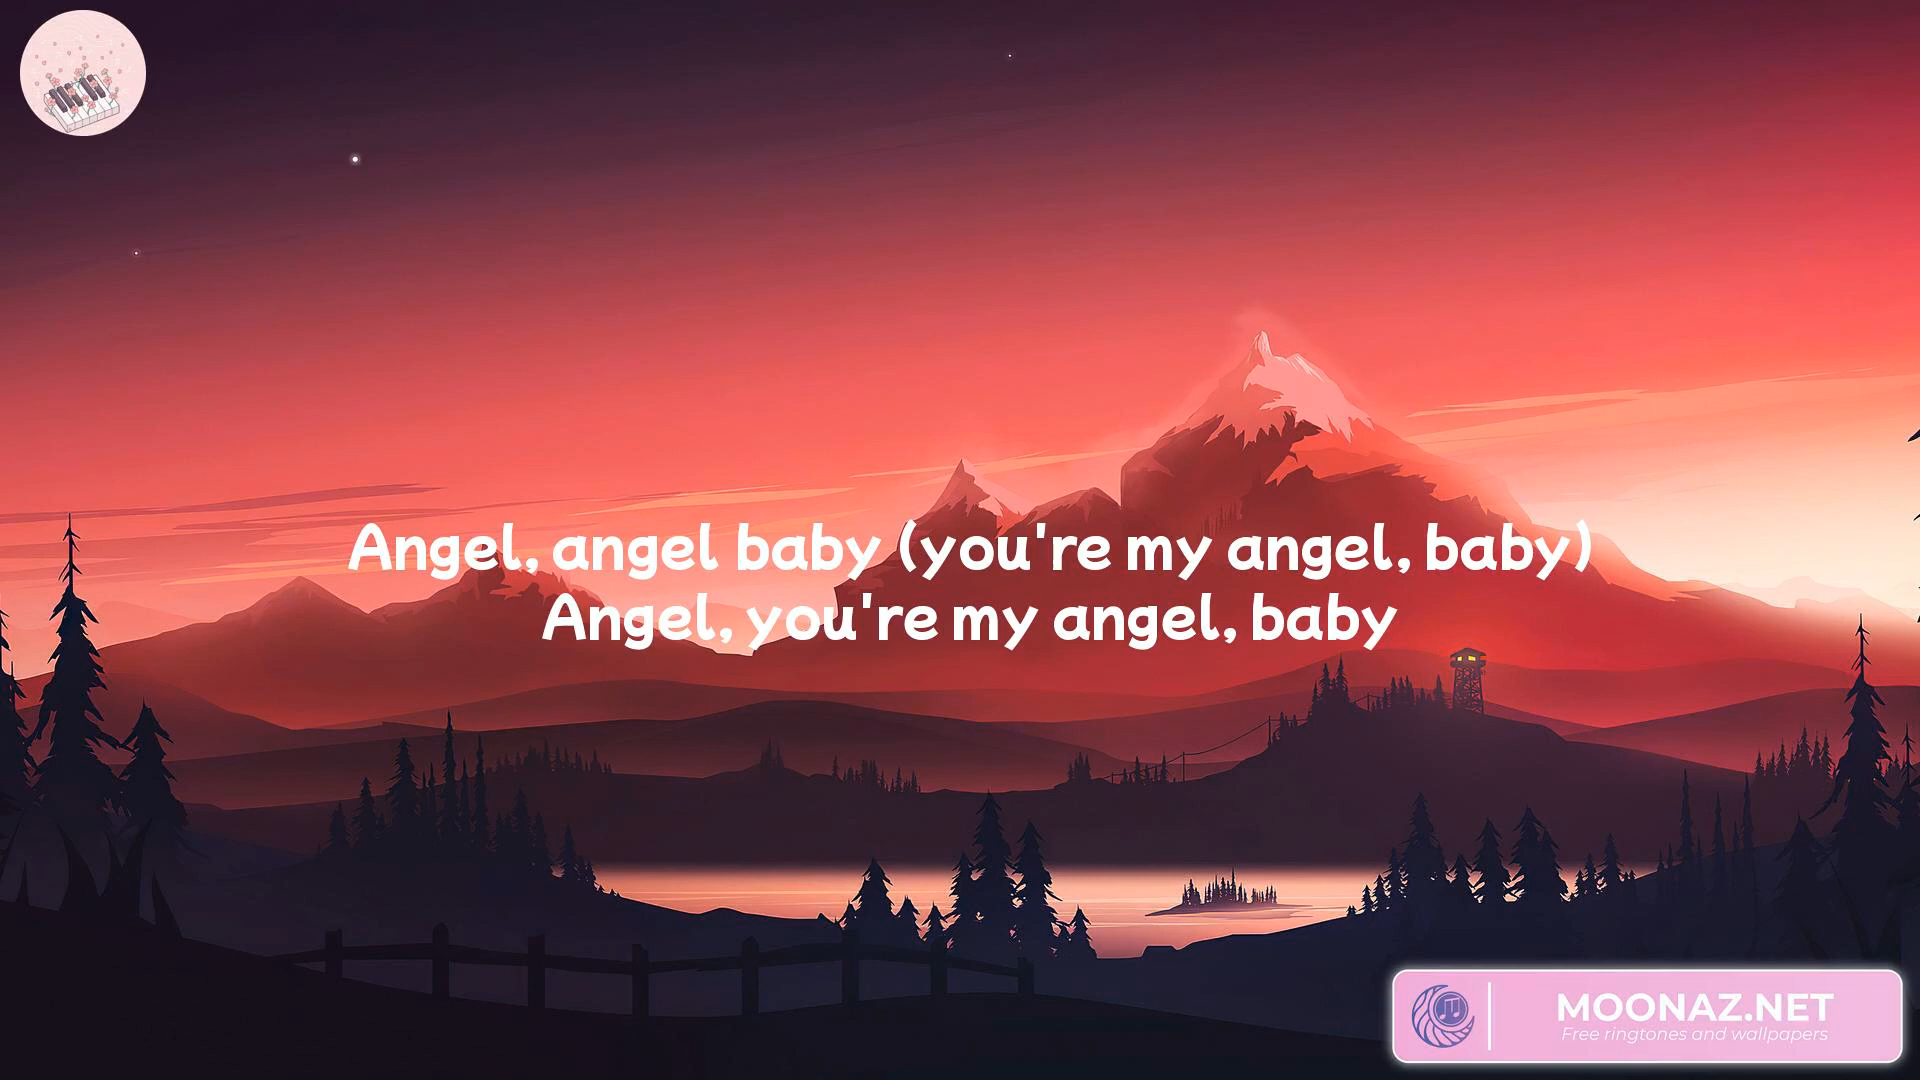 Angel, angel baby (you're my angel, baby)
Angel, you're my angel, baby
MOONAZ.NET
Free ringtones and wallpapers